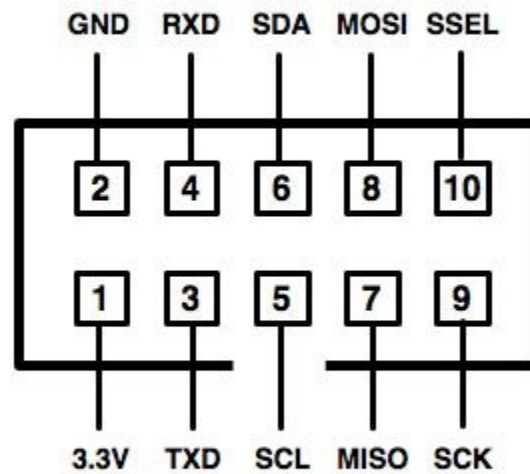 GND RXD SDA MOSI SSEL
2 4 6 8 10
1 3 5 7 9
3.3V TXD SCL MISO SCK